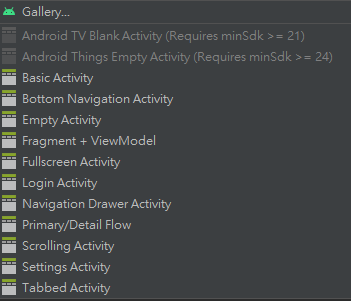 Gallery...
Android TV Blank Activity (Requires minSdk >= 21)
Android Things Empty Activity (Requires minSdk >= 24)
Basic Activity
Bottom Navigation Activity
Empty Activity
Fragment + ViewModel
Fullscreen Activity
Login Activity
Navigation Drawer Activity
Primary/Detail Flow
Scrolling Activity
Settings Activity
Tabbed Activity